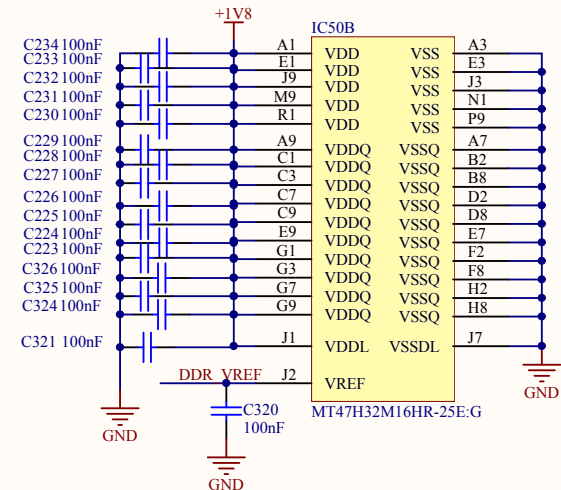 +1V8
IC50B
C234 100nF
C233 100nF
C232 100nF
C231 100nF
C230 100nF
C229 100nF
C228 100nF
C227 100nF
C226 100nF
C225 100nF
C224 100nF
C223 100nF
C326 100nF
C325 100nF
C324 100nF
C321 100nF
A1 VDD VSS A3
E1 VDD VSS E3
J9 VDD VSS J3
M9 VDD VSS N1
R1 VDD VSS P9
A9 VDDQ VSSQ A7
C1 VDDQ VSSQ B2
C3 VDDQ VSSQ B8
C7 VDDQ VSSQ D2
C9 VDDQ VSSQ D8
E9 VDDQ VSSQ E7
G1 VDDQ VSSQ F2
G3 VDDQ VSSQ F8
G7 VDDQ VSSQ H2
G9 VDDQ VSSQ H8
J1 VDDL VSSDL J7
DDR_VREF J2 VREF
GND
C320
100nF
MT47H32M16HR-25E:G
GND
GND